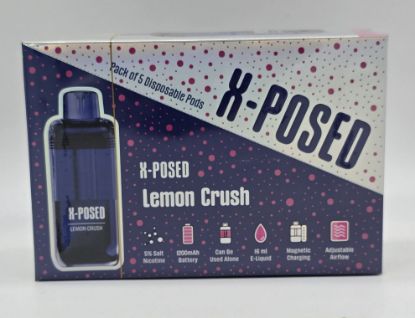 Pack of 5 Disposable Pods
X-POSED
X-POSED
Lemon Crush
X-POSED
LEMON CRUSH
5% Salt
Nicotine
1200mAh
Battery
Can Be
Used Alone
16 ml
E-Liquid
Magnetic
Charging
Adjustable
Airflow